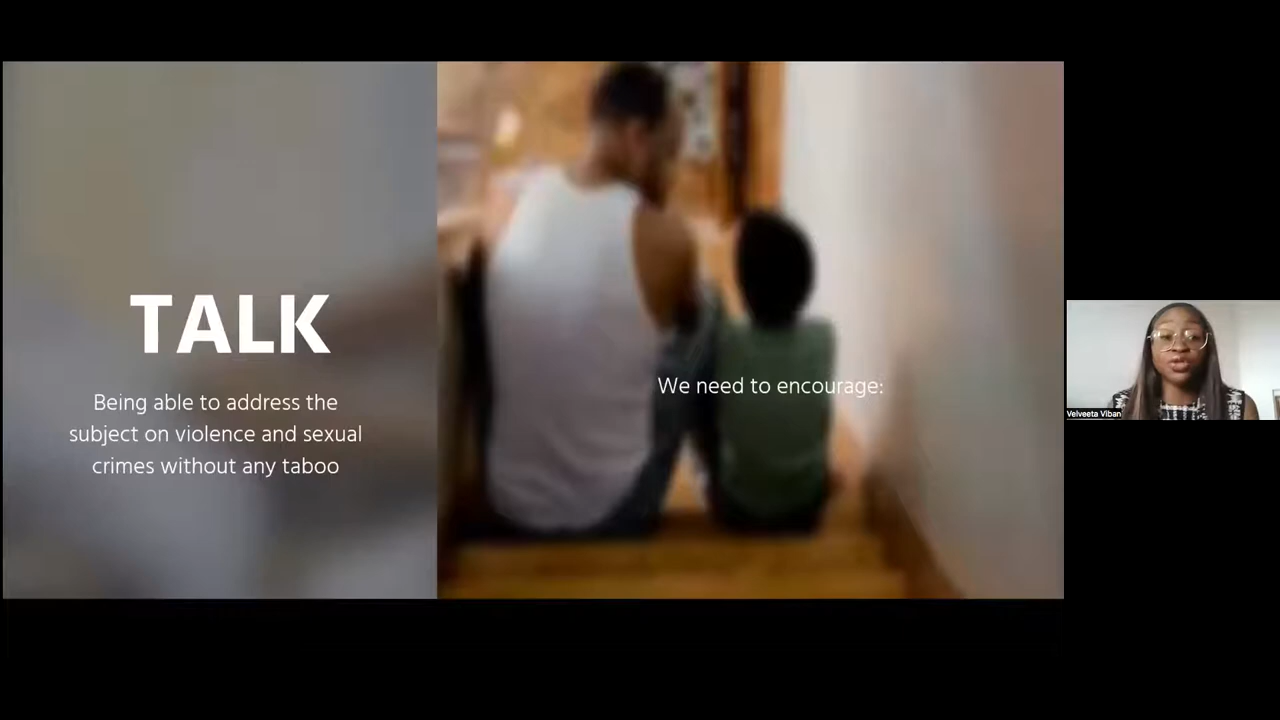 TALK
Being able to address the
subject on violence and sexual
crimes without any taboo
We need to encourage:
Velveeta Viban